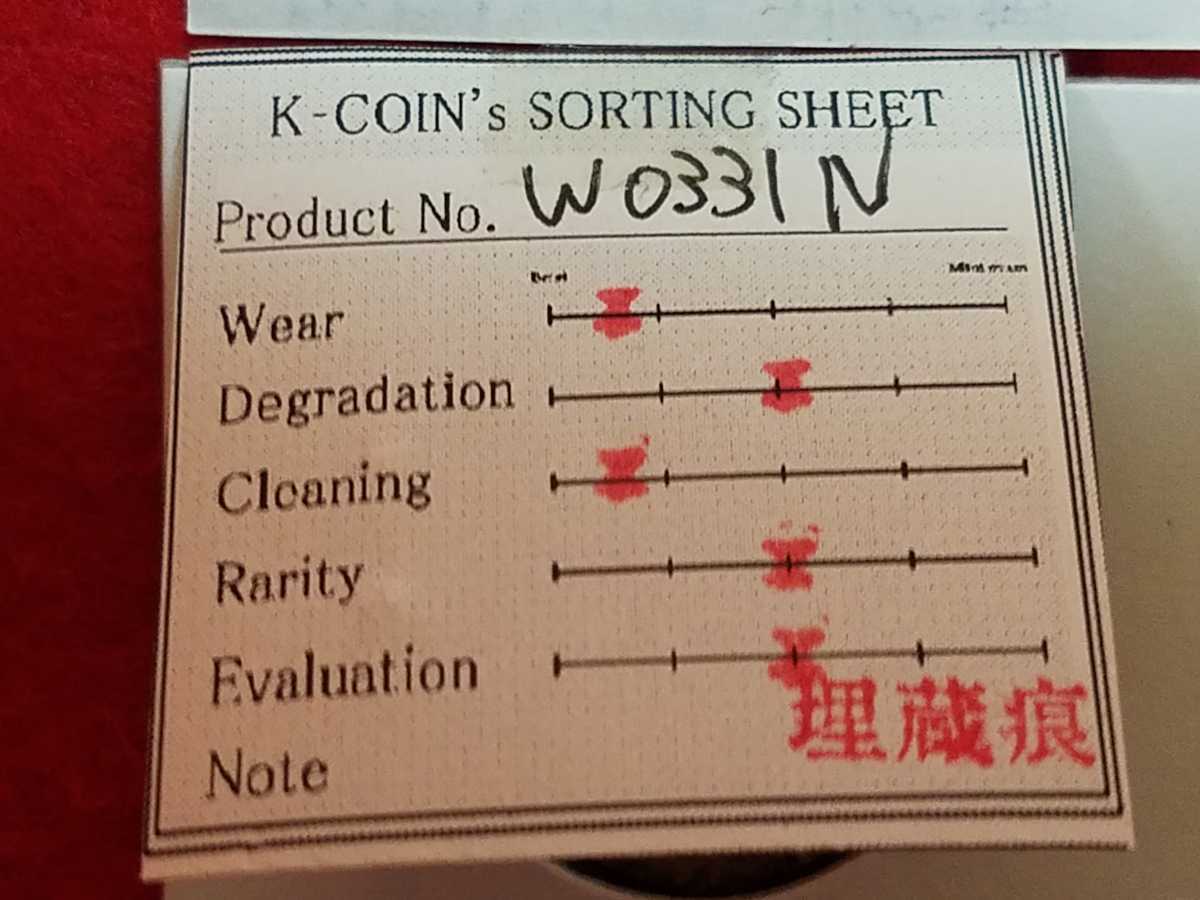 K-COIN's SORTING SHEET
Product No. W0331N
Best Minimum
Wear
Degradation
Cleaning
Rarity
Evaluation
埋蔵痕
Note